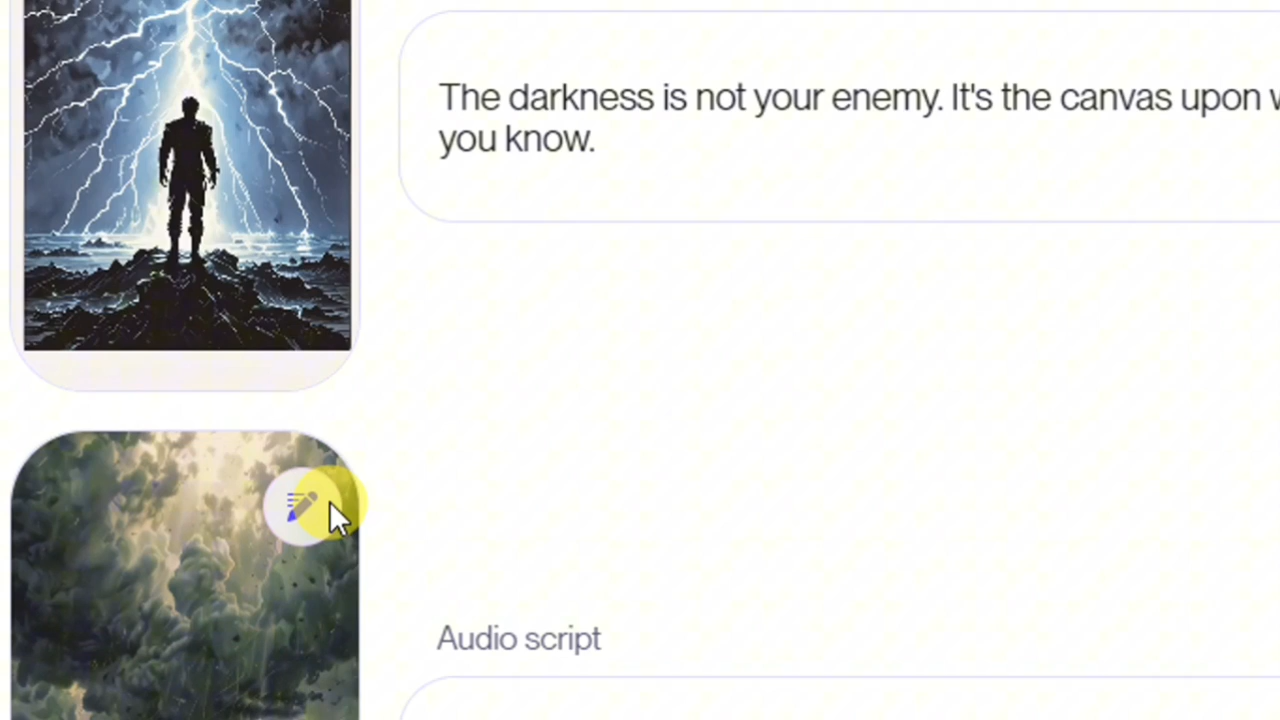 The darkness is not your enemy. It's the canvas upon
you know.
Audio script